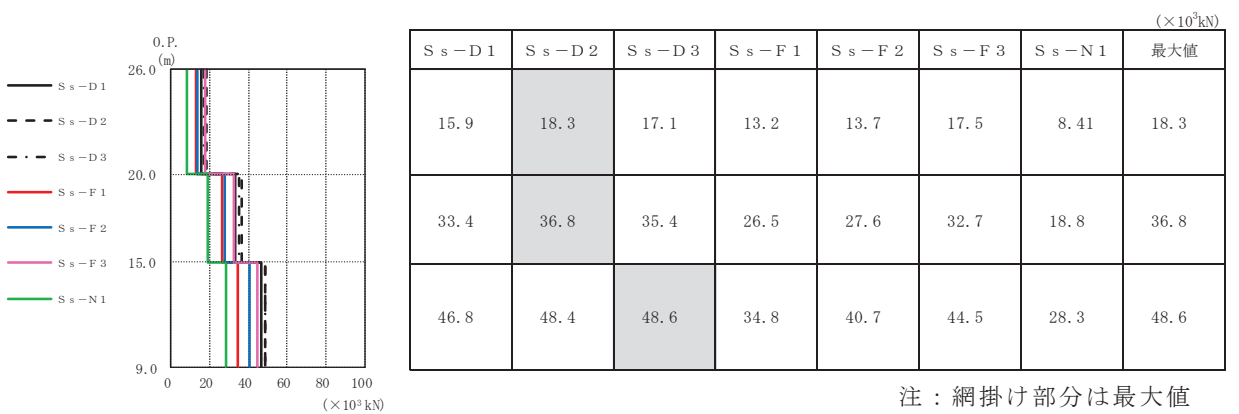 O.P.
(m)
26.0
20.0
15.0
9.0
0 20 40 60 80 100
(×10³kN)
Ss－D1
Ss－D2
Ss－D3
Ss－F1
Ss－F2
Ss－F3
Ss－N1
(×10³kN)
Ss－D1 Ss－D2 Ss－D3 Ss－F1 Ss－F2 Ss－F3 Ss－N1 最大値
15.9 18.3 17.1 13.2 13.7 17.5 8.41 18.3
33.4 36.8 35.4 26.5 27.6 32.7 18.8 36.8
46.8 48.4 48.6 34.8 40.7 44.5 28.3 48.6
注：網掛け部分は最大値